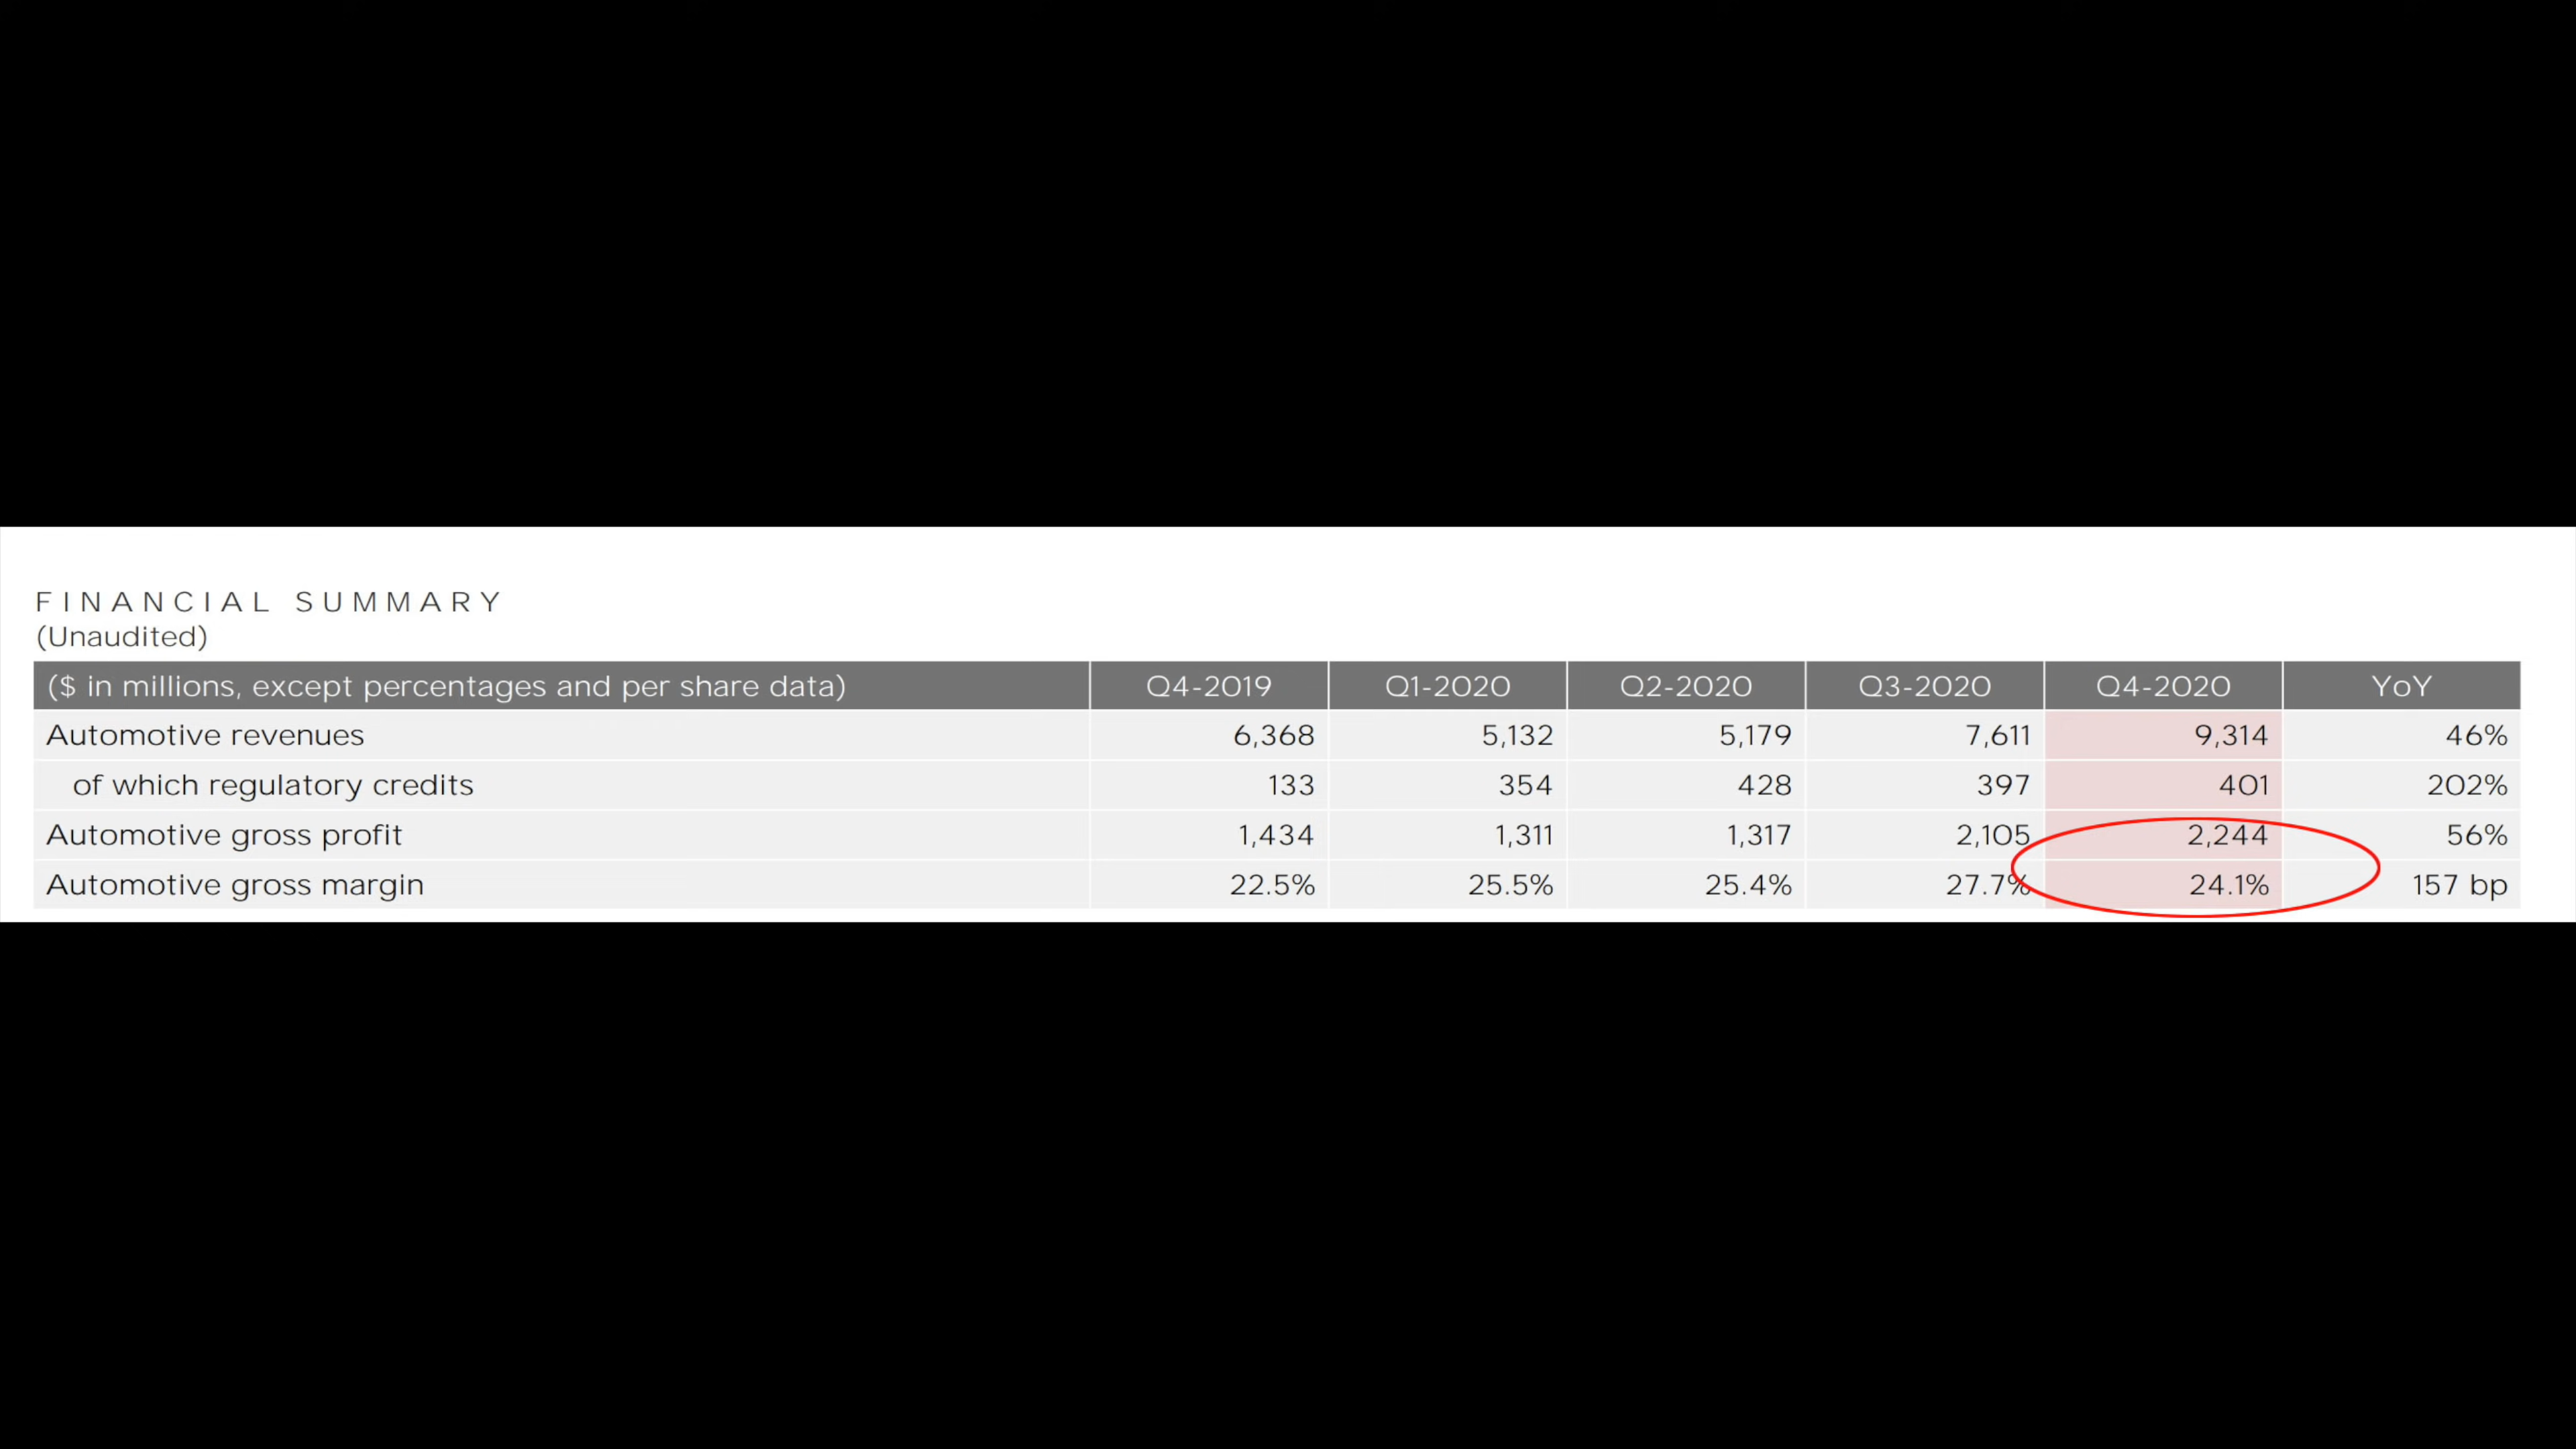 FINANCIAL SUMMARY
(Unaudited)
($ in millions, except percentages and per share data) Q4-2019 Q1-2020 Q2-2020 Q3-2020 Q4-2020 YoY
Automotive revenues 6,368 5,132 5,179 7,611 9,314 46%
of which regulatory credits 133 354 428 397 401 202%
Automotive gross profit 1,434 1,311 1,317 2,105 2,244 56%
Automotive gross margin 22.5% 25.5% 25.4% 27.7% 24.1% 157 bp